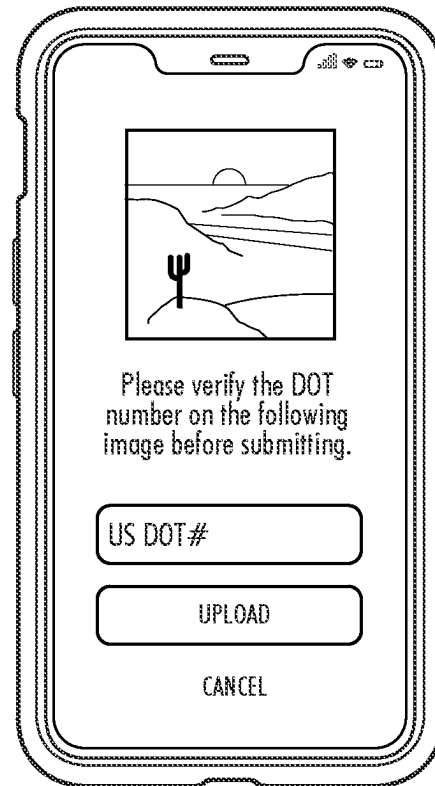 Please verify the DOT
number on the following
image before submitting.
US DOT#
UPLOAD
CANCEL